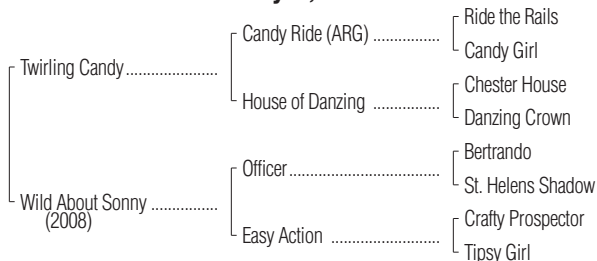 Ride the Rails
Candy Ride (ARG) ................
Candy Girl
Twirling Candy......................
Chester House
House of Danzing ................
Danzing Crown
Bertrando
Officer....................................
St. Helens Shadow
Wild About Sonny ................
(2008)
Crafty Prospector
Easy Action ..........................
Tipsy Girl